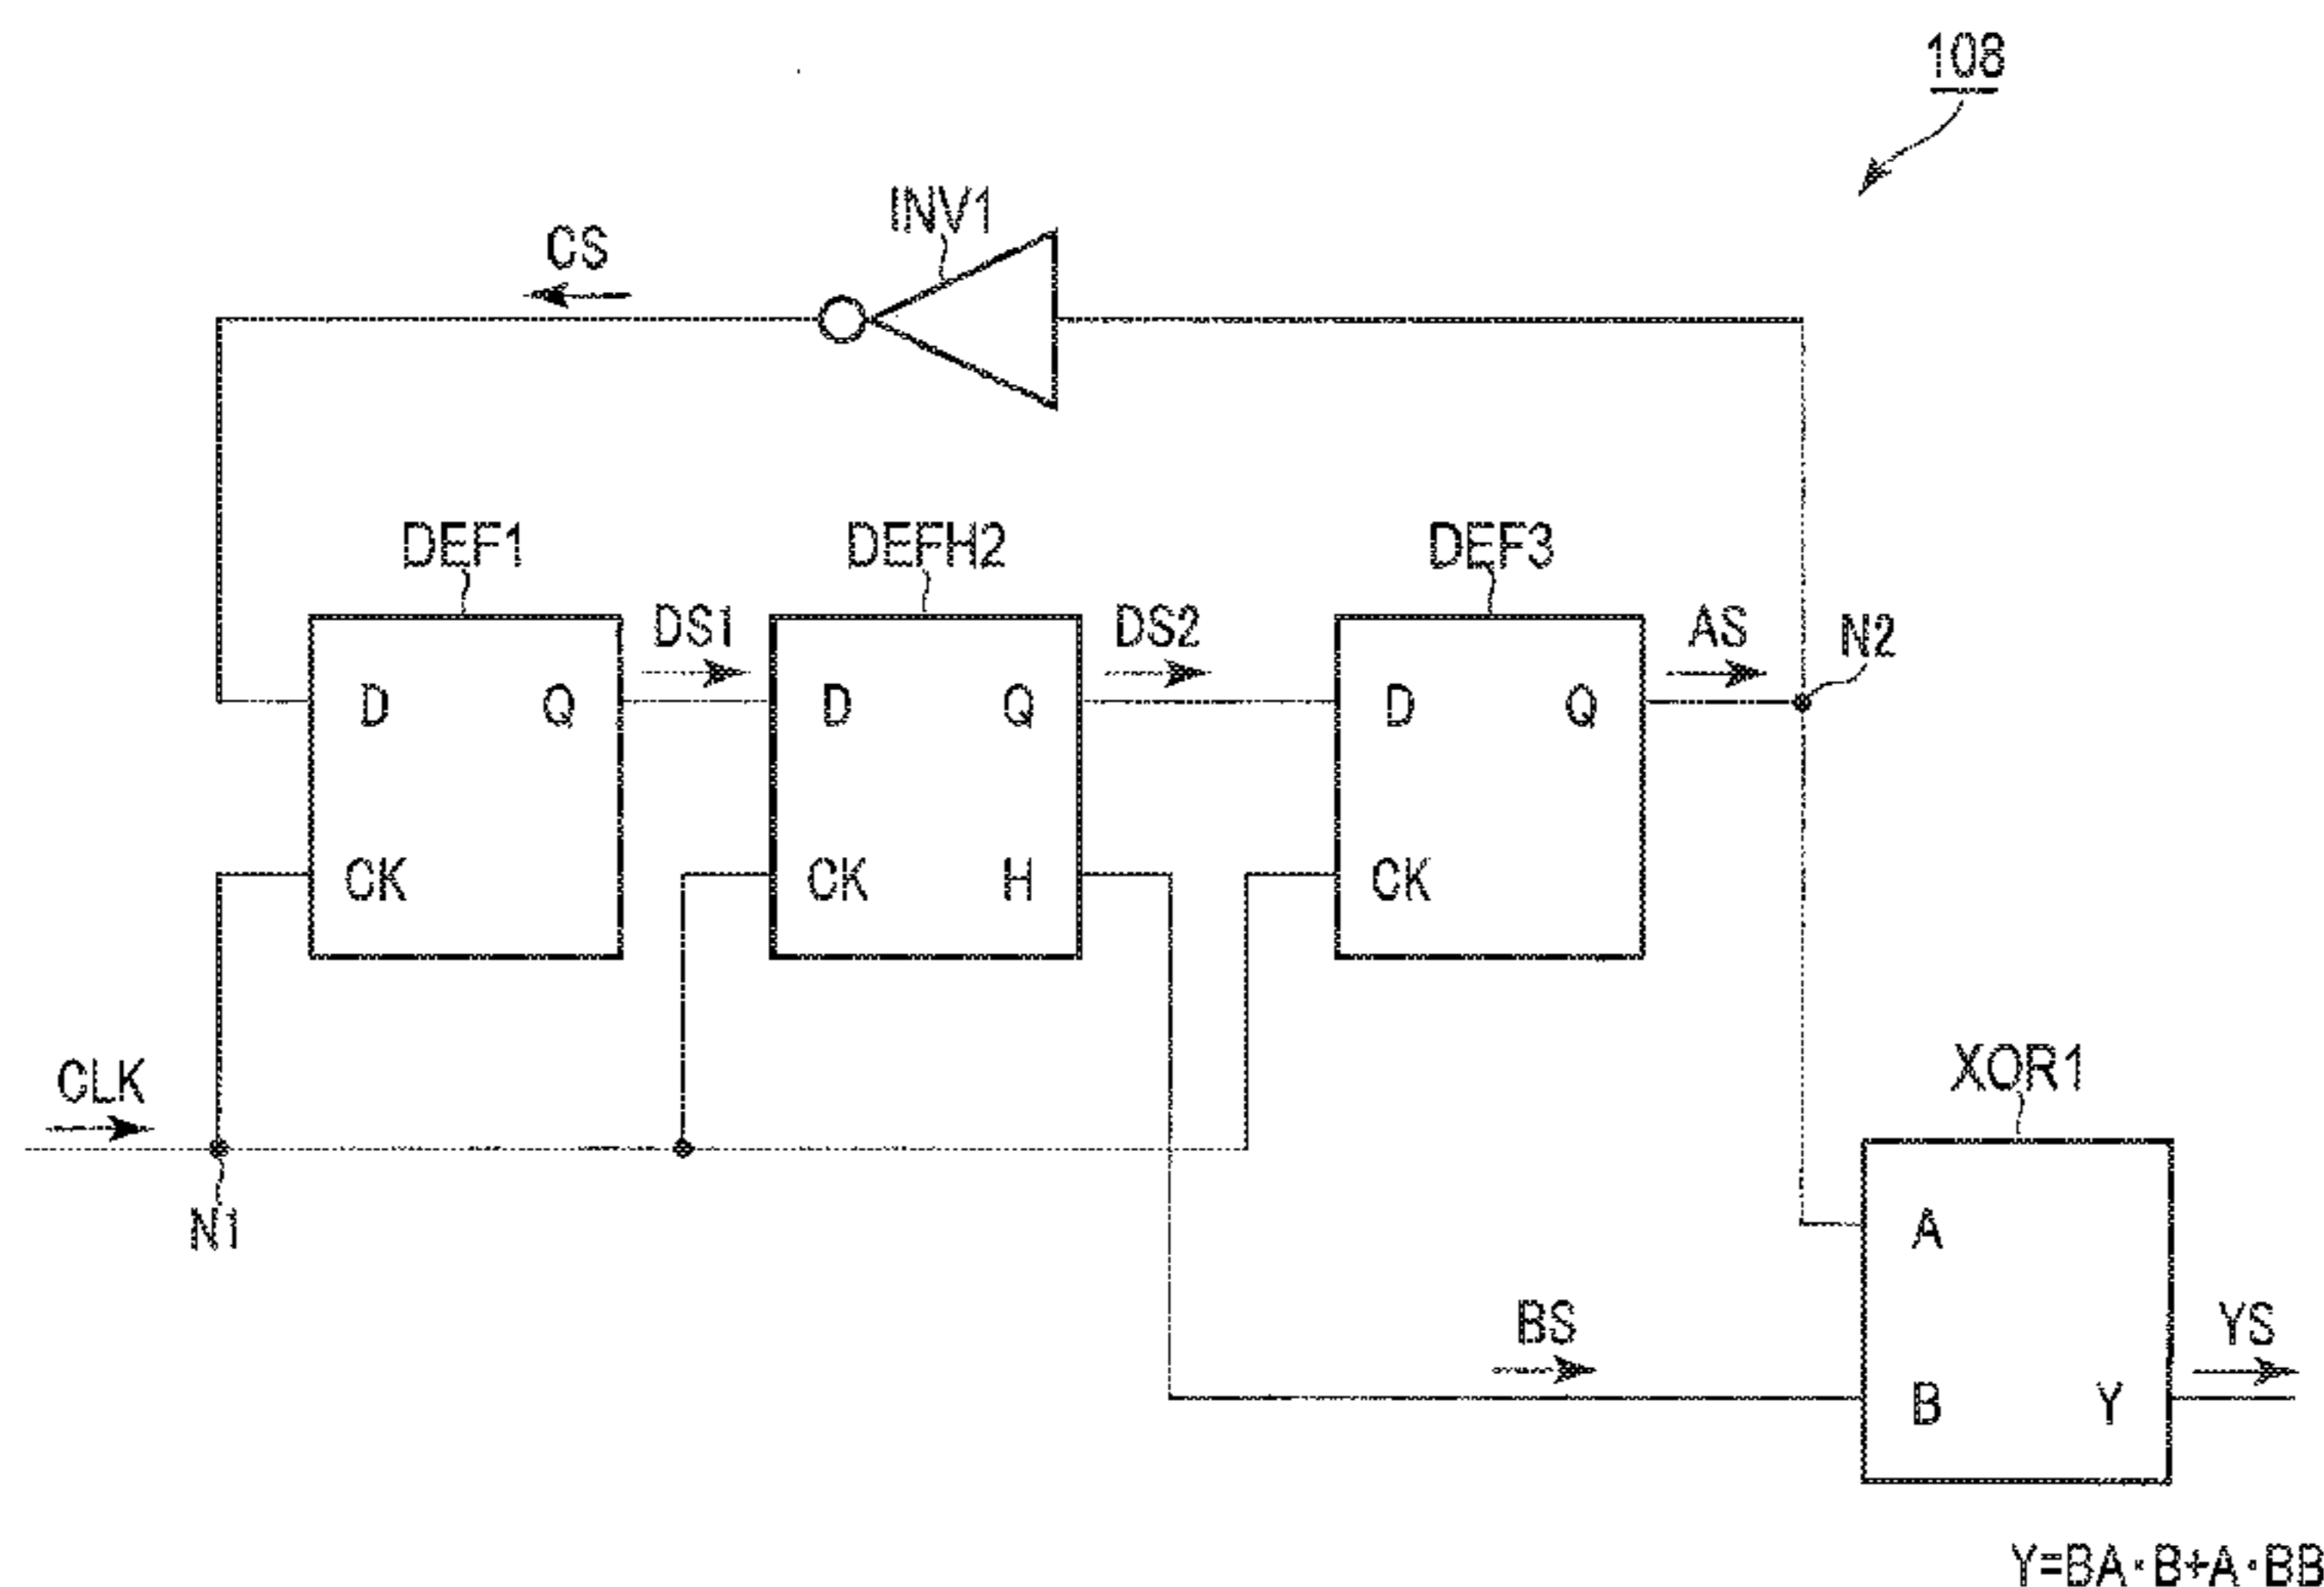 108
INV1
CS
DEF1
DEFH2
DEF3
DS1
DS2
AS
N2
D Q
D Q
D Q
CK
CK H
CK
CLK
XOR1
N1
A
BS
YS
B Y
Y=BA·B+A·BB